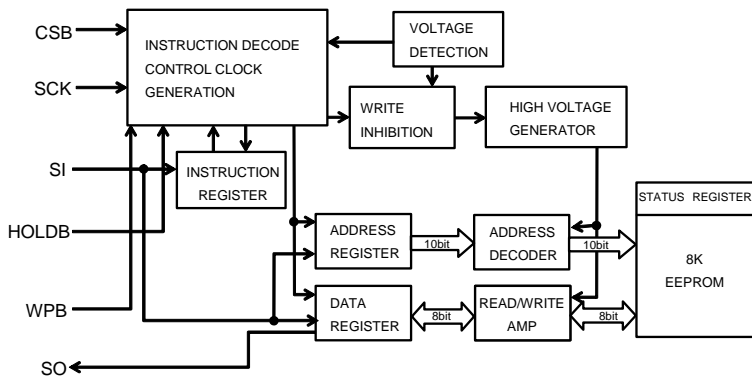 CSB
INSTRUCTION DECODE
CONTROL CLOCK
GENERATION
VOLTAGE
DETECTION
SCK
WRITE
INHIBITION
HIGH VOLTAGE
GENERATOR
SI
INSTRUCTION
REGISTER
STATUS REGISTER
HOLDB
ADDRESS
REGISTER
10bit
ADDRESS
DECODER
10bit
8K
EEPROM
WPB
DATA
REGISTER
8bit
READ/WRITE
AMP
8bit
SO